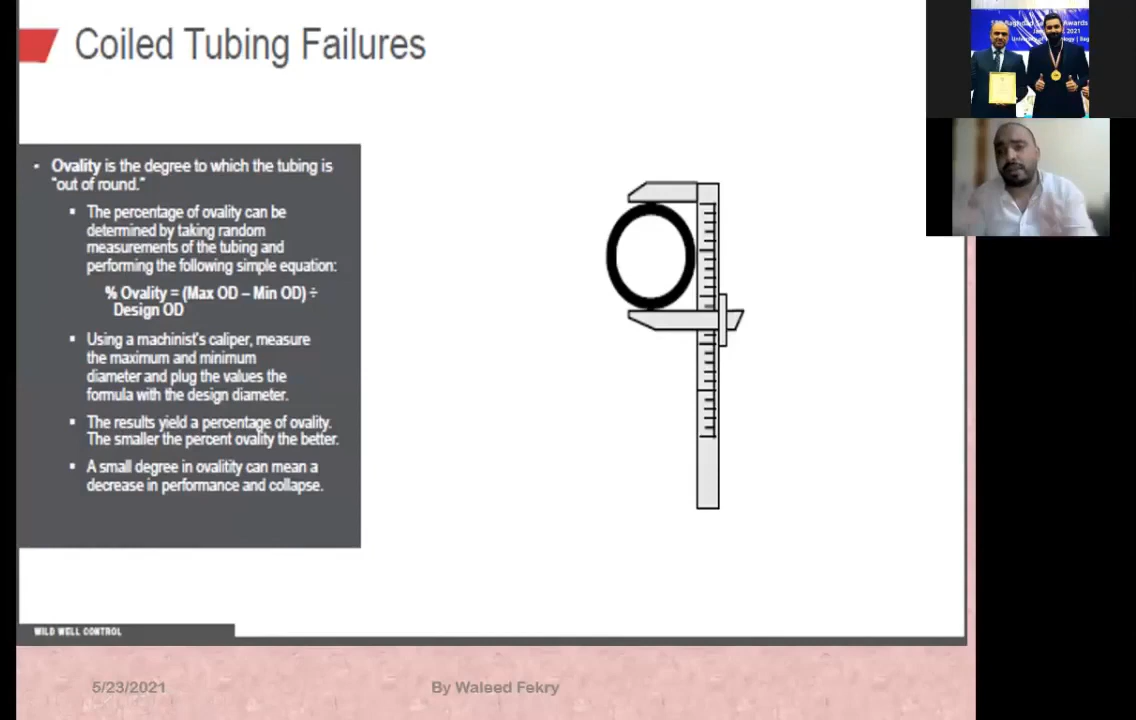 Coiled Tubing Failures
• Ovality is the degree to which the tubing is
"out of round."
▪ The percentage of ovality can be
determined by taking random
measurements of the tubing and
performing the following simple equation:
% Ovality = (Max OD – Min OD) ÷
Design OD
▪ Using a machinist's caliper, measure
the maximum and minimum
diameter and plug the values the
formula with the design diameter.
▪ The results yield a percentage of ovality.
The smaller the percent ovality the better.
▪ A small degree in ovalitity can mean a
decrease in performance and collapse.
WILD WELL CONTROL
5/23/2021
By Waleed Fekry
Baghdad
Awards
2021